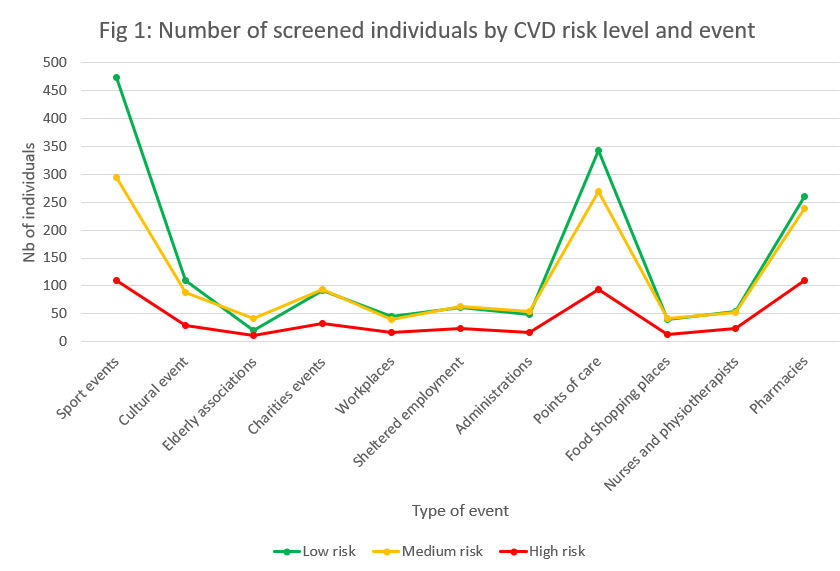 Fig 1: Number of screened individuals by CVD risk level and event
Nb of individuals
500
450
400
350
300
250
200
150
100
50
0
Sport events
Cultural event
Elderly associations
Charities events
Workplaces
Sheltered employment
Administrations
Points of care
Food Shopping places
Nurses and physiotherapists
Pharmacies
Type of event
Low risk
Medium risk
High risk